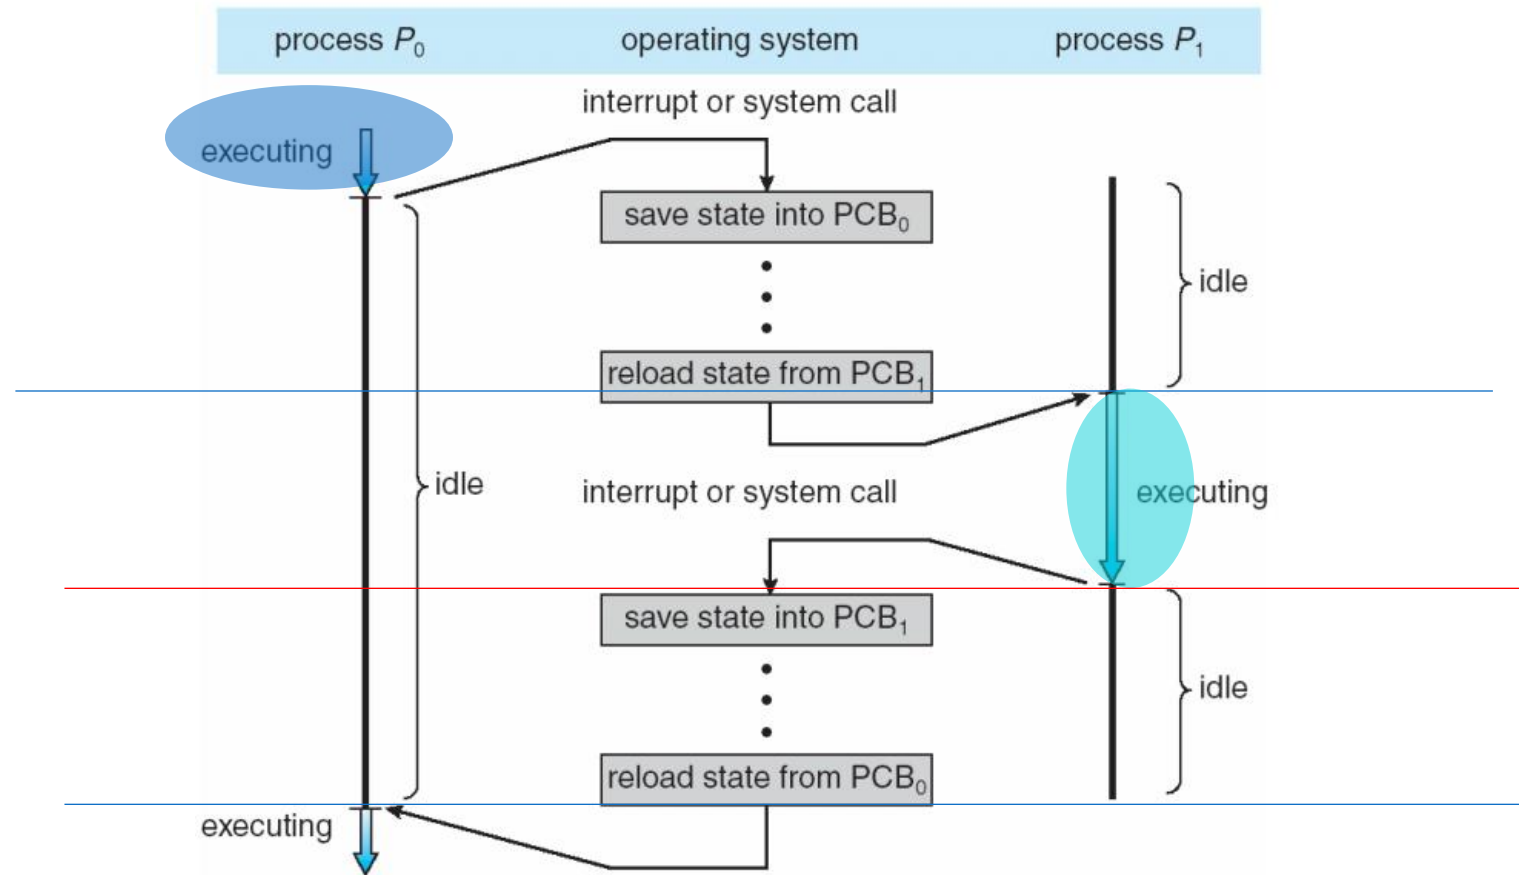 process P0 operating system process P1
interrupt or system call
executing
save state into PCB0
idle
reload state from PCB1
idle
interrupt or system call
executing
save state into PCB1
idle
reload state from PCB0
executing